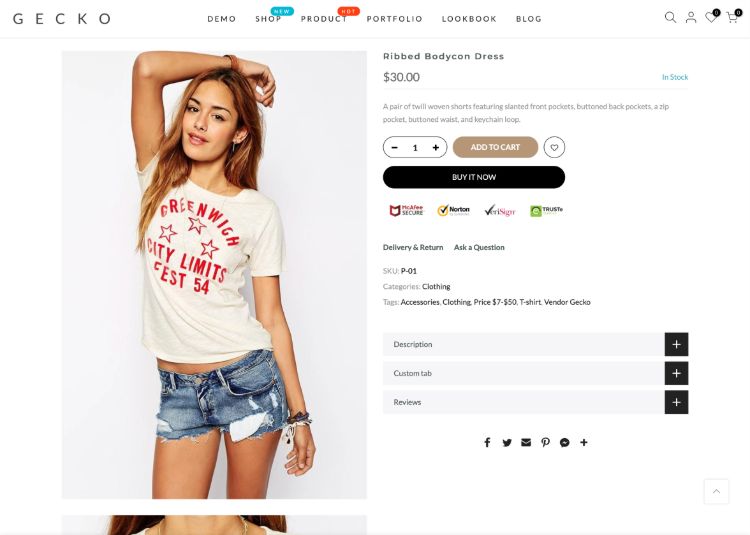 GECKO
DEMO
SHOP
NEW
PRODUCT
HOT
PORTFOLIO
LOOKBOOK
BLOG
0
0
GREENWICH
CITY LIMITS
EST 54
Ribbed Bodycon Dress
$30.00
In Stock
A pair of twill woven shorts featuring slanted front pockets, buttoned back pockets, a zip
pocket, buttoned waist, and keychain loop.
- 1 +
ADD TO CART
BUY IT NOW
McAfee
SECURE
Norton
VeriSign
TRUSTe
Delivery & Return
Ask a Question
SKU: P-01
Categories: Clothing
Tags: Accessories, Clothing, Price $7-$50, T-shirt, Vendor Gecko
Description
Custom tab
Reviews